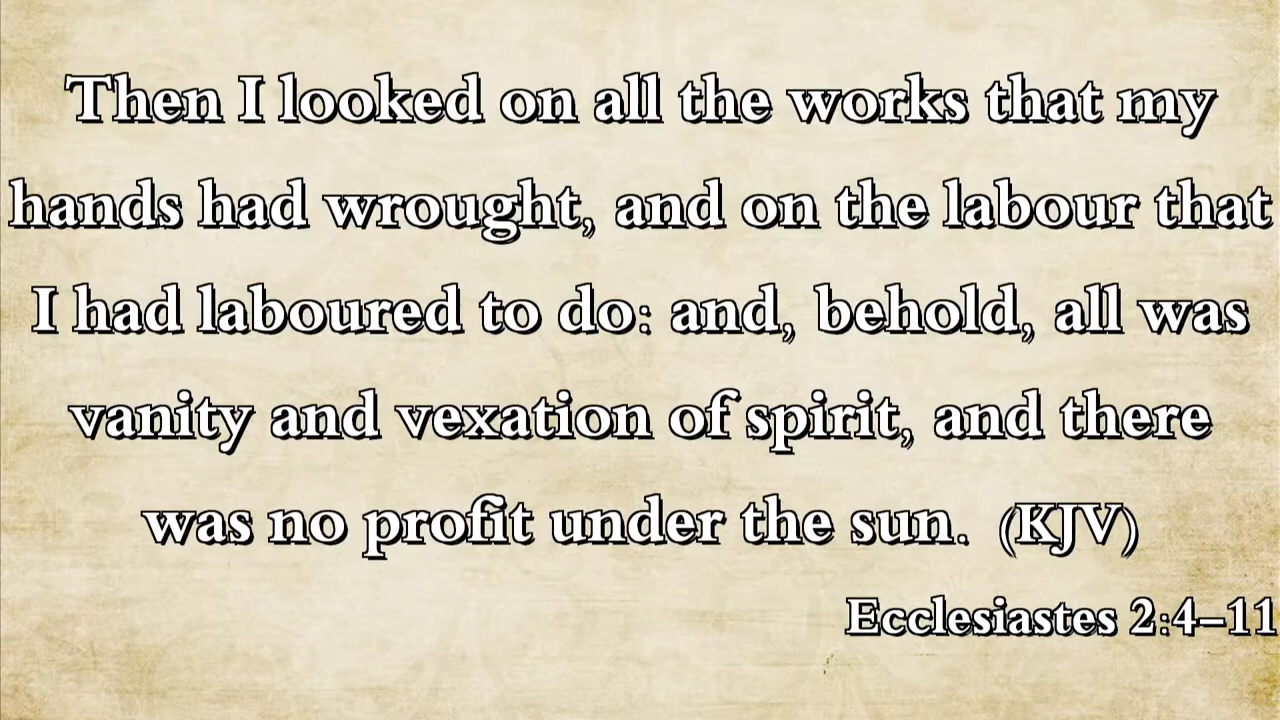 Then I looked on all the works that my
hands had wrought, and on the labour that
I had laboured to do: and, behold, all was
vanity and vexation of spirit, and there
was no profit under the sun. (KJV)
Ecclesiastes 2:4–11